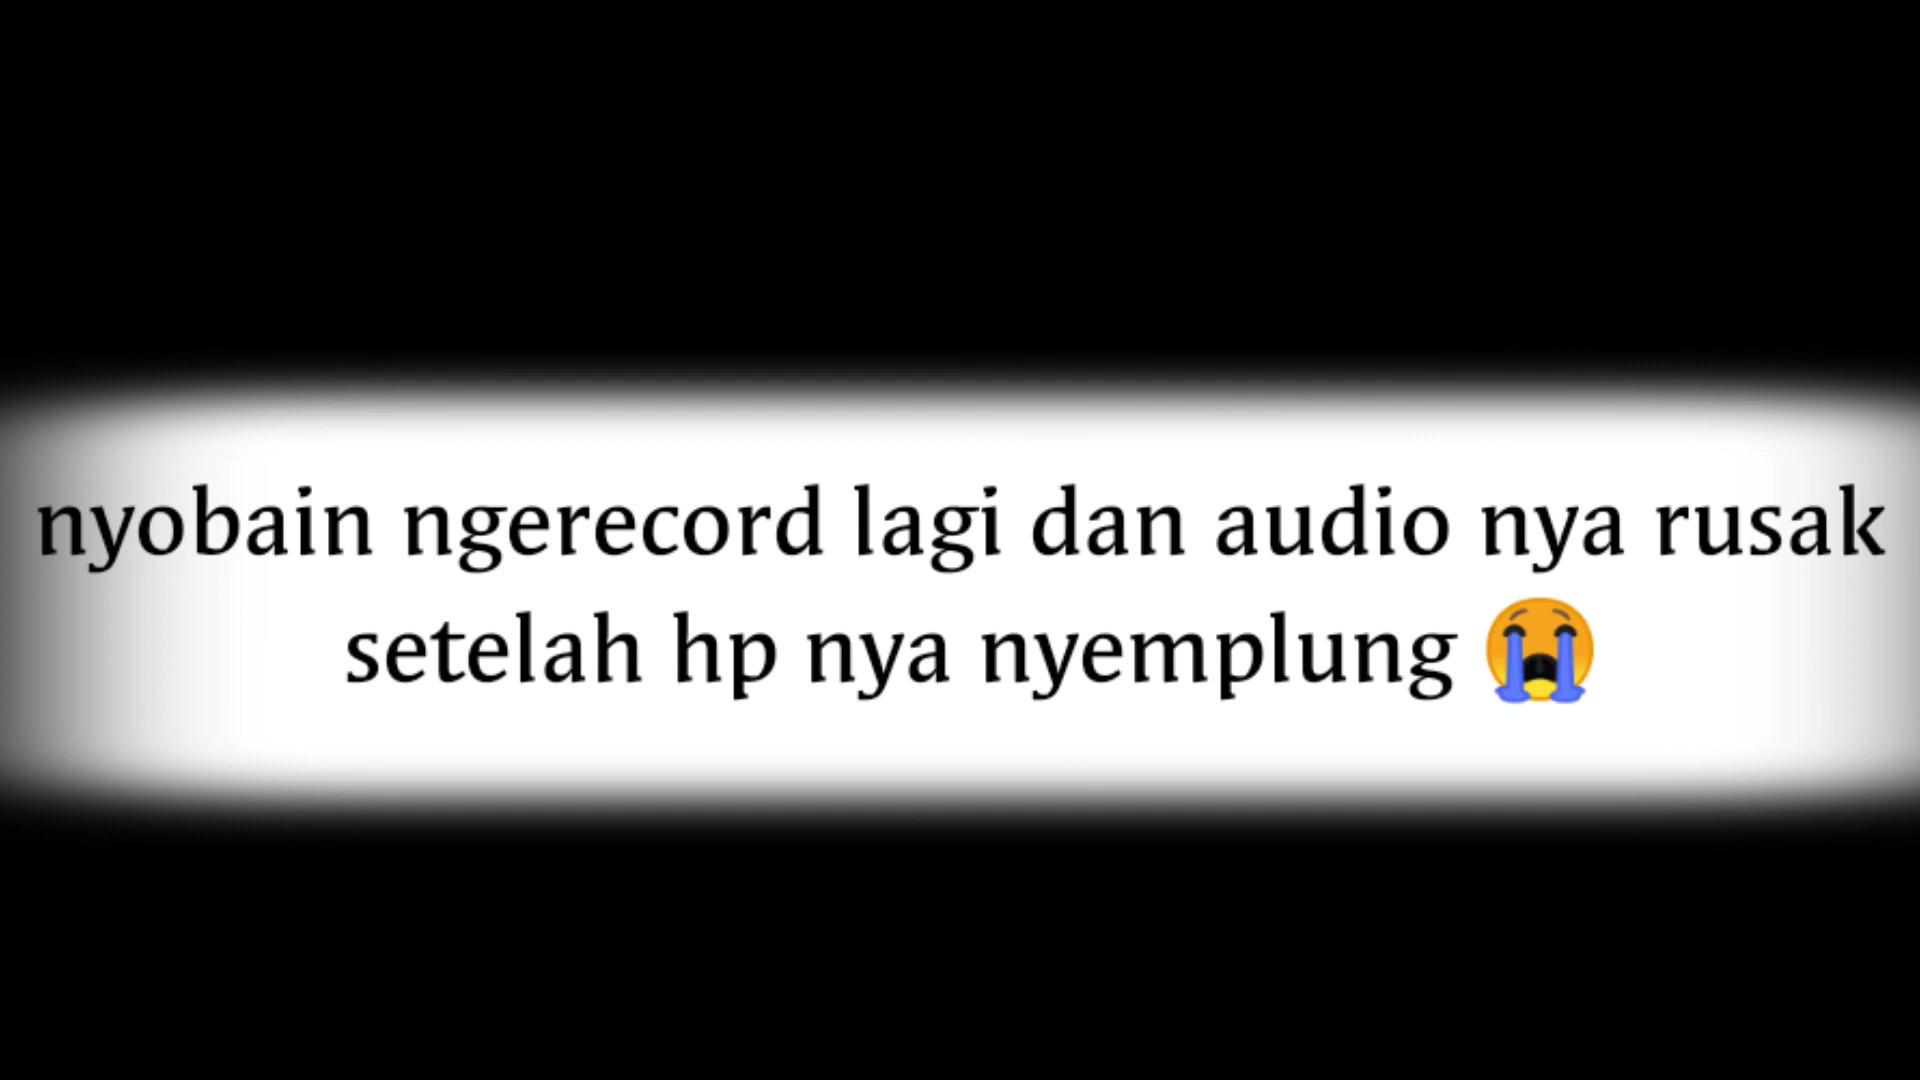 nyobain ngerecord lagi dan audio nya rusak
setelah hp nya nyemplung 😭